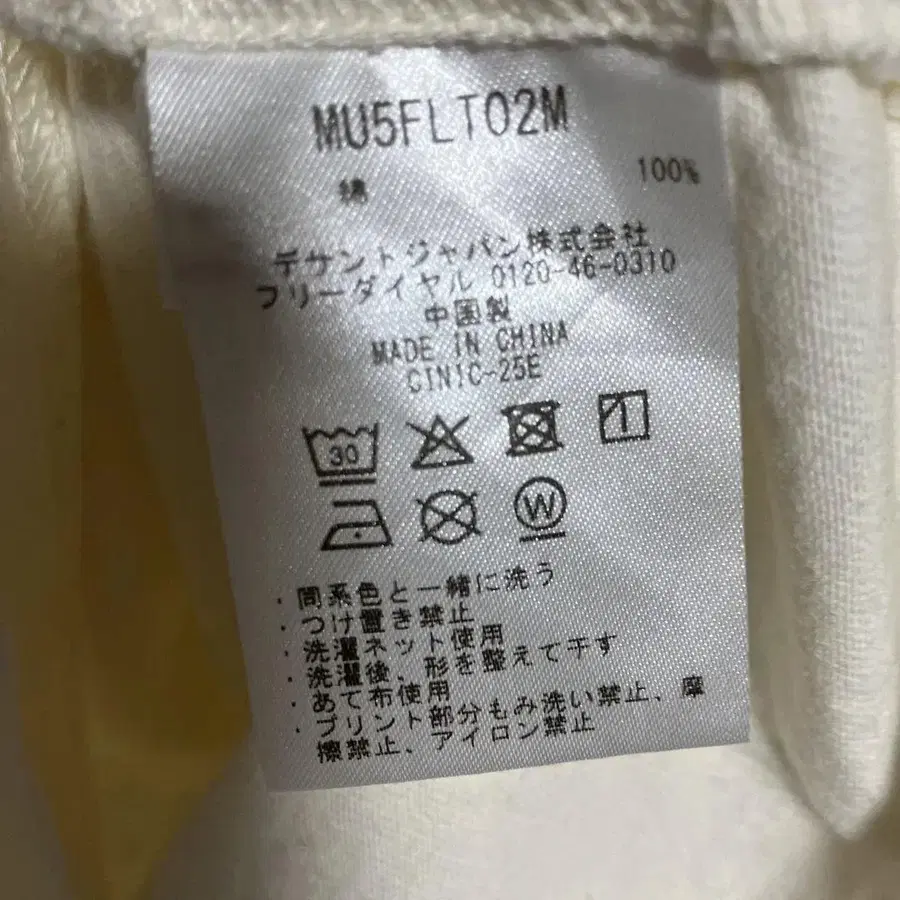 MU5FLT02M
綿 100%
デサントジャパン株式会社
フリーダイヤル 0120-46-0310
中国製
MADE IN CHINA
CINIC-25E
30
W
・同系色と一緒に洗う
・つけ置き禁止
・洗濯ネット使用
・洗濯後、形を整えて干す
・あて布使用
・プリント部分もみ洗い禁止、摩
擦禁止、アイロン禁止